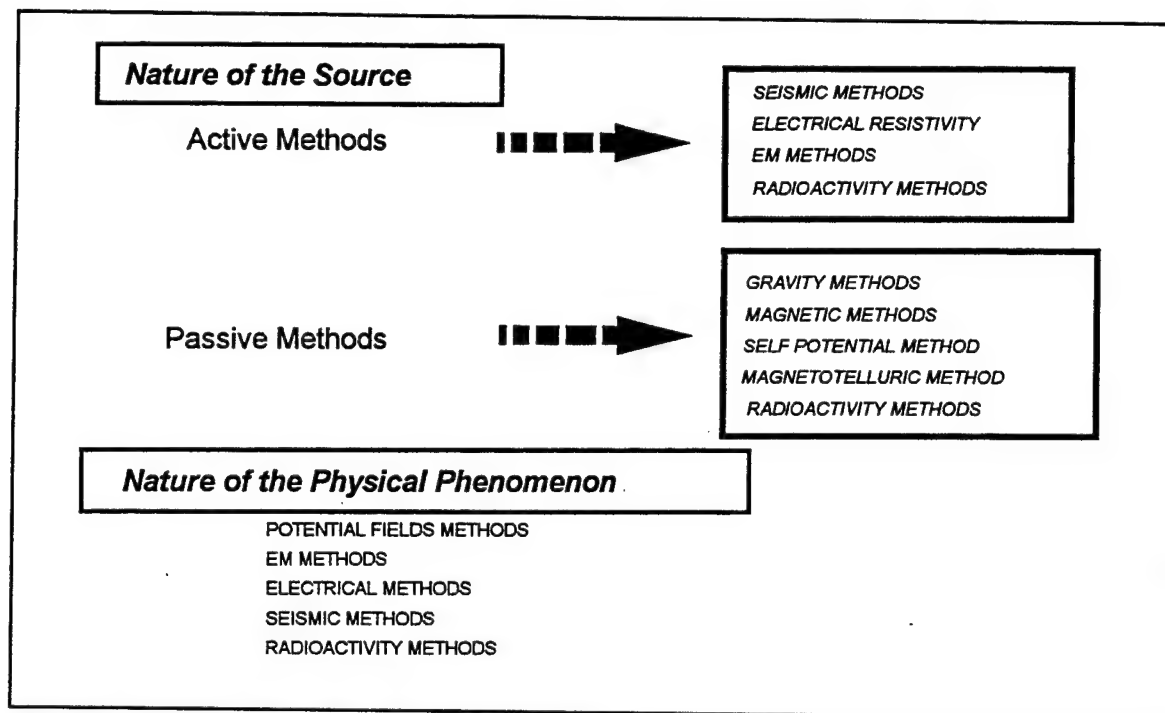 Nature of the Source
Active Methods
SEISMIC METHODS
ELECTRICAL RESISTIVITY
EM METHODS
RADIOACTIVITY METHODS
Passive Methods
GRAVITY METHODS
MAGNETIC METHODS
SELF POTENTIAL METHOD
MAGNETOTELLURIC METHOD
RADIOACTIVITY METHODS
Nature of the Physical Phenomenon
POTENTIAL FIELDS METHODS
EM METHODS
ELECTRICAL METHODS
SEISMIC METHODS
RADIOACTIVITY METHODS